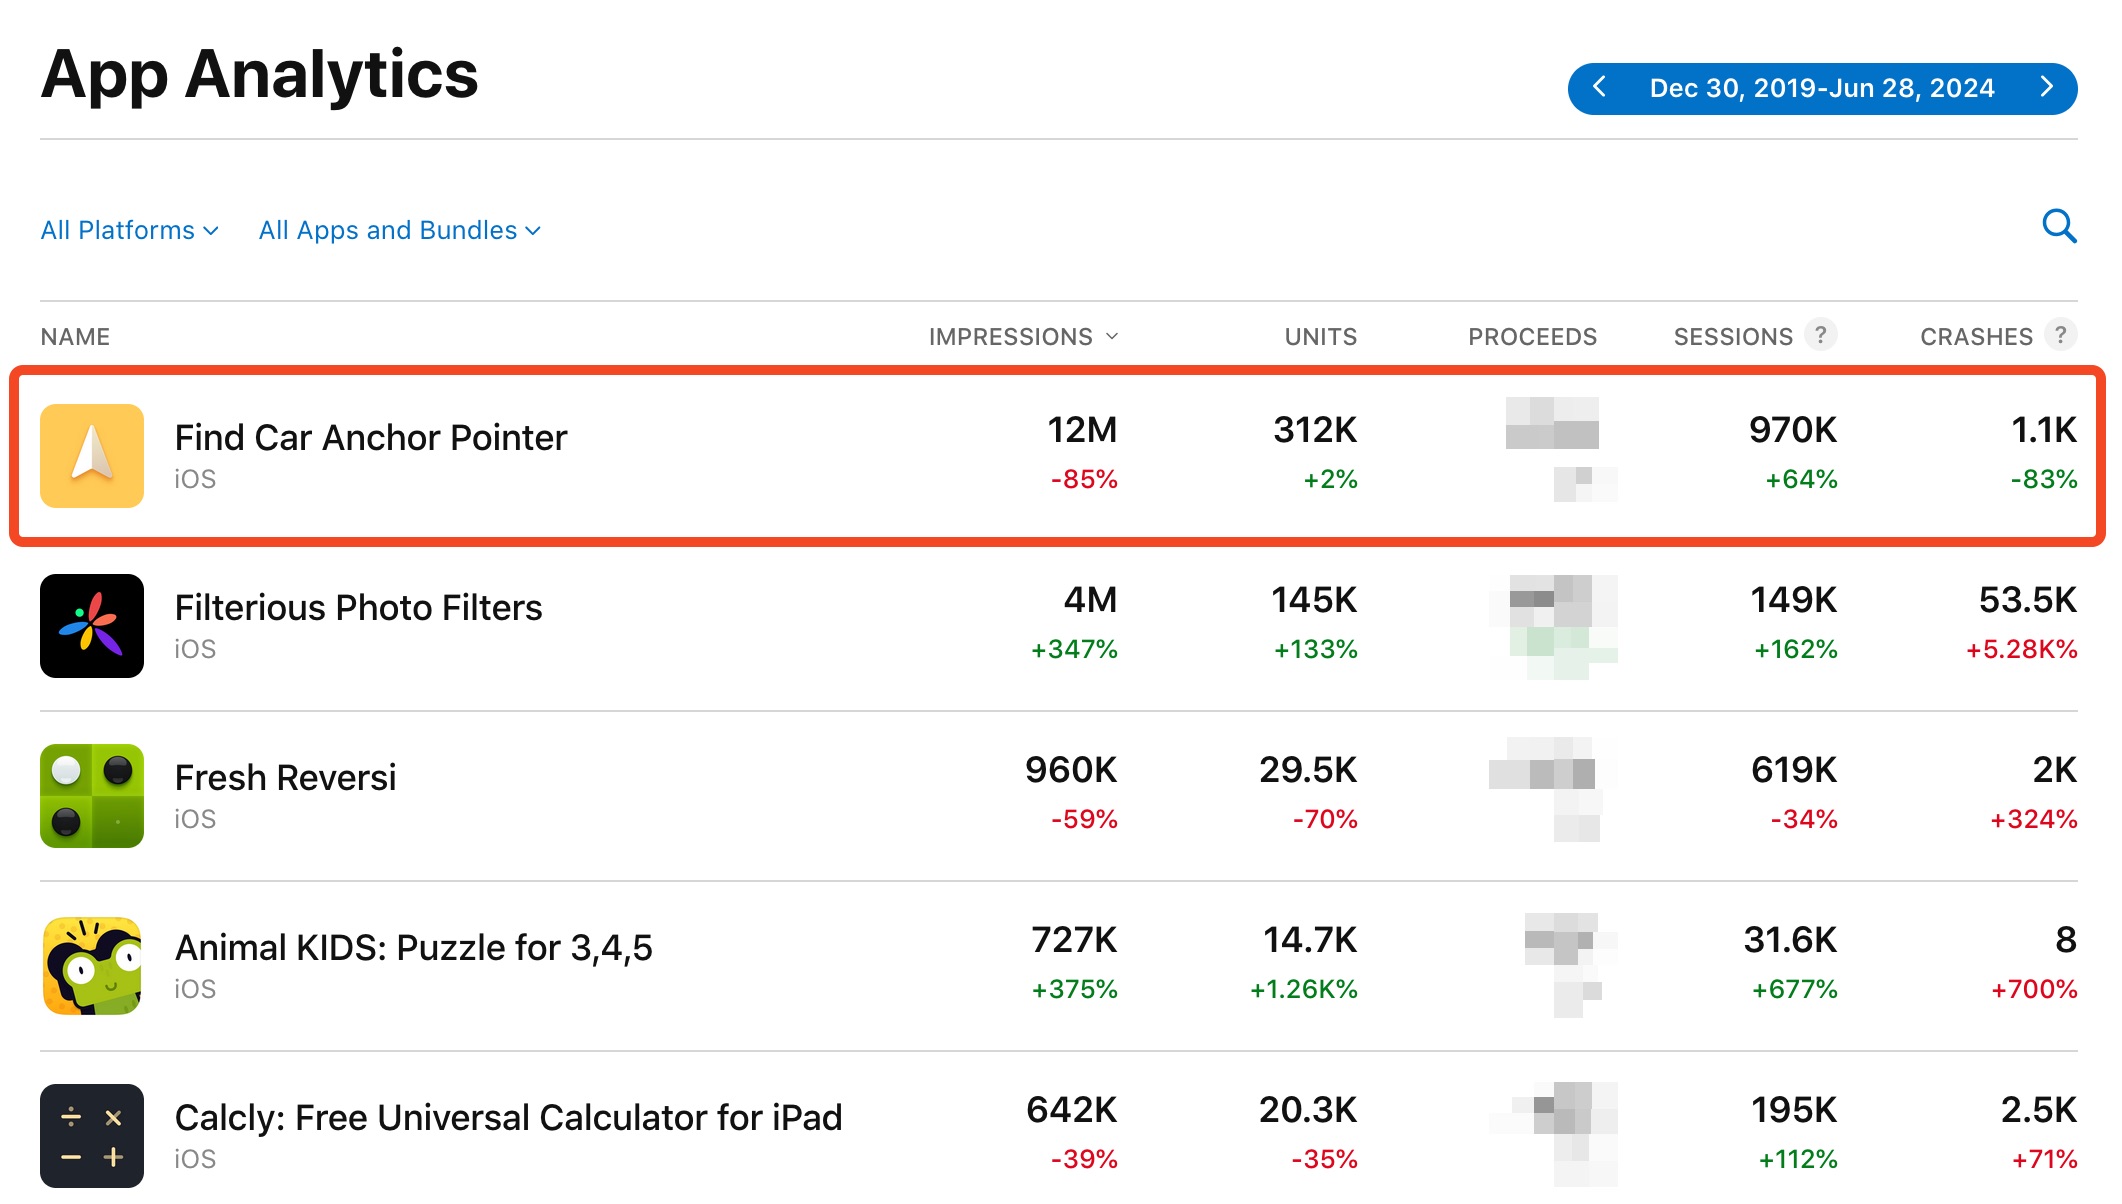 App Analytics
Dec 30, 2019-Jun 28, 2024
All Platforms All Apps and Bundles
NAME IMPRESSIONS UNITS PROCEEDS SESSIONS ? CRASHES ?
Find Car Anchor Pointer 12M 312K 970K 1.1K
iOS -85% +2% +64% -83%
Filterious Photo Filters 4M 145K 149K 53.5K
iOS +347% +133% +162% +5.28K%
Fresh Reversi 960K 29.5K 619K 2K
iOS -59% -70% -34% +324%
Animal KIDS: Puzzle for 3,4,5 727K 14.7K 31.6K 8
iOS +375% +1.26K% +677% +700%
Calcly: Free Universal Calculator for iPad 642K 20.3K 195K 2.5K
iOS -39% -35% +112% +71%